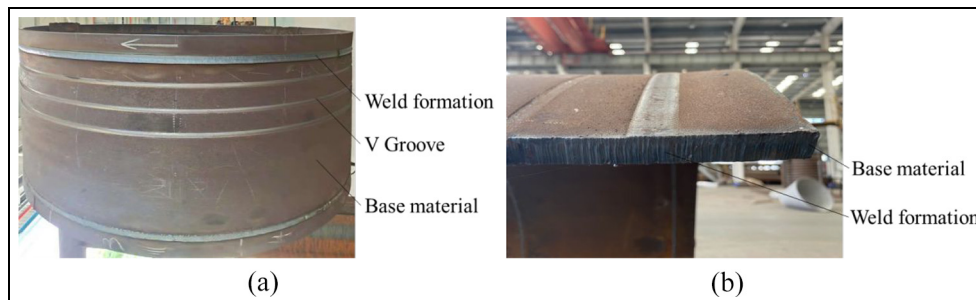 Weld formation
V Groove
Base material
Base material
Weld formation
(a)
(b)